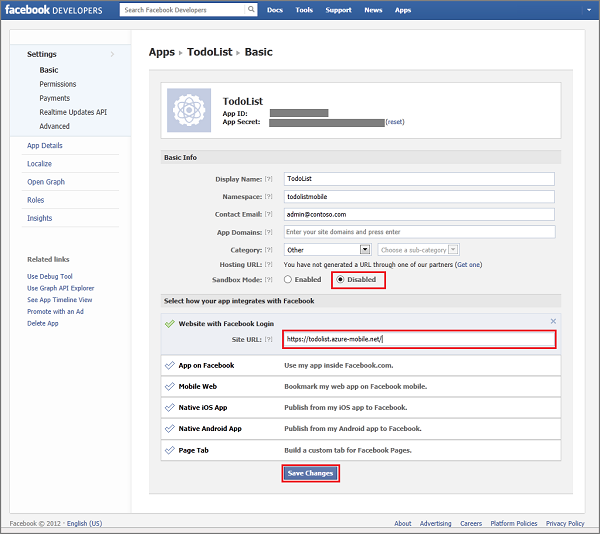 facebook DEVELOPERS
Search Facebook Developers
Docs Tools Support News Apps
Settings
Basic
Permissions
Payments
Realtime Updates API
Advanced
App Details
Localize
Open Graph
Roles
Insights
Related links
Use Debug Tool
Use Graph API Explorer
See App Timeline View
Promote with an Ad
Delete App
Apps ▸ TodoList ▸ Basic
TodoList
App ID:
App Secret: (reset)
Basic Info
Display Name: [?] TodoList
Namespace: [?] todolistmobile
Contact Email: [?] admin@contoso.com
App Domains: [?] Enter your site domains and press enter
Category: [?] Other Choose a sub-category
Hosting URL: [?] You have not generated a URL through one of our partners (Get one)
Sandbox Mode: [?] Enabled Disabled
Select how your app integrates with Facebook
Website with Facebook Login
Site URL: [?] https://todolist.azure-mobile.net/
App on Facebook Use my app inside Facebook.com.
Mobile Web Bookmark my web app on Facebook mobile.
Native iOS App Publish from my iOS app to Facebook.
Native Android App Publish from my Android app to Facebook.
Page Tab Build a custom tab for Facebook Pages.
Save Changes
Facebook © 2012 · English (US)
About Advertising Careers Platform Policies Privacy Policy